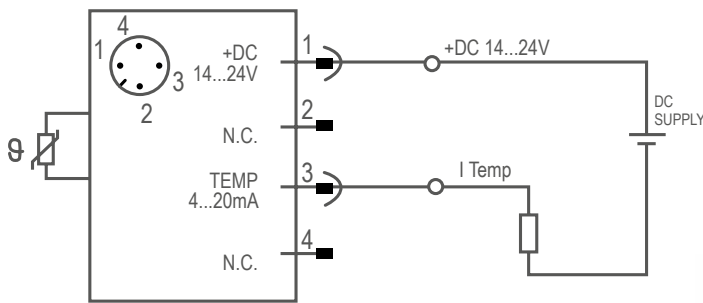 4
1
3
2
ϑ
+DC
14...24V
1
N.C.
2
TEMP
4...20mA
3
N.C.
4
+DC 14...24V
I Temp
DC
SUPPLY